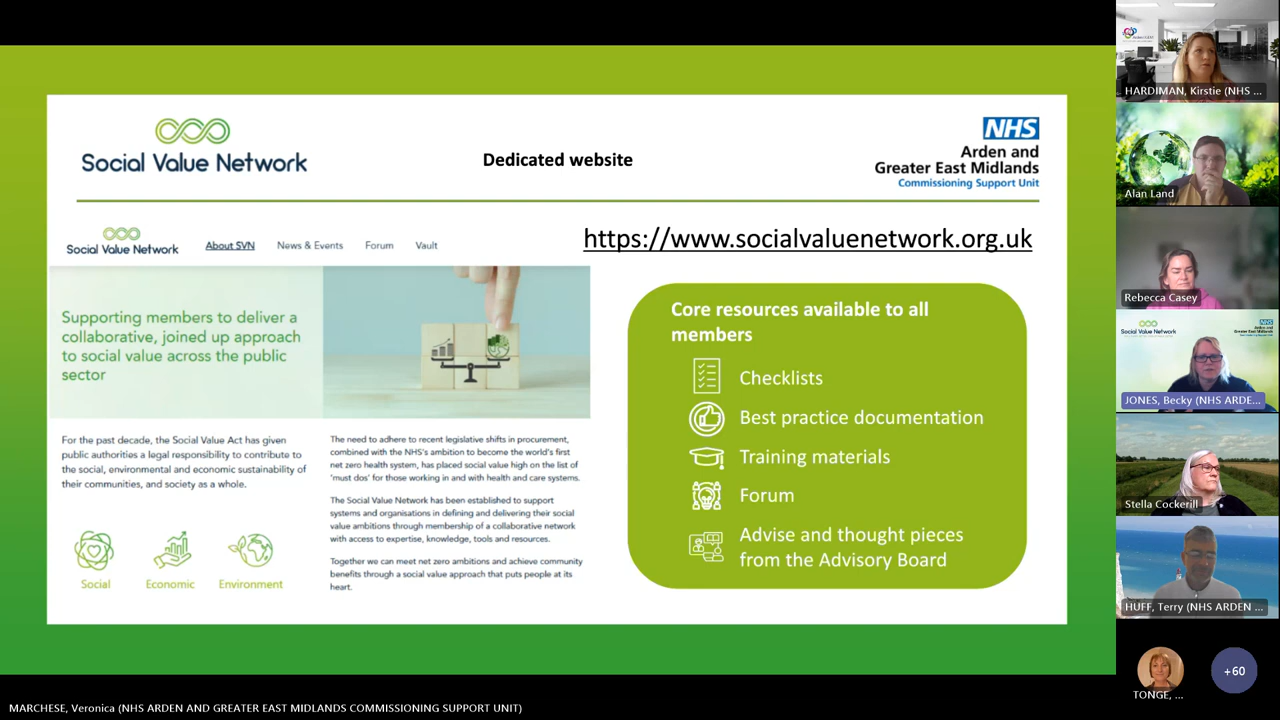 Social Value Network
Dedicated website
NHS
Arden and
Greater East Midlands
Commissioning Support Unit
Social Value Network
About SVN
News & Events
Forum
Vault
https://www.socialvaluenetwork.org.uk
Supporting members to deliver a
collaborative, joined up approach
to social value across the public
sector
For the past decade, the Social Value Act has given
public authorities a legal responsibility to contribute to
the social, environmental and economic sustainability of
their communities, and society as a whole.
Social
Economic
Environment
The need to adhere to recent legislative shifts in procurement,
combined with the NHS's ambition to become the world's first
net zero health system, has placed social value high on the list of
'must dos' for those working in and with health and care systems.
The Social Value Network has been established to support
systems and organisations in defining and delivering their social
value ambitions through membership of a collaborative network
with access to expertise, knowledge, tools and resources.
Together we can meet net zero ambitions and achieve community
benefits through a social value approach that puts people at its
heart.
Core resources available to all
members
Checklists
Best practice documentation
Training materials
Forum
Advise and thought pieces
from the Advisory Board
HARDIMAN, Kirstie (NHS ...
Alan Land
Rebecca Casey
Social Value Network
NHS
JONES, Becky (NHS ARDE...
Stella Cockerill
HUFF, Terry (NHS ARDEN ...
TONGE, ...
+60
MARCHESE, Veronica (NHS ARDEN AND GREATER EAST MIDLANDS COMMISSIONING SUPPORT UNIT)